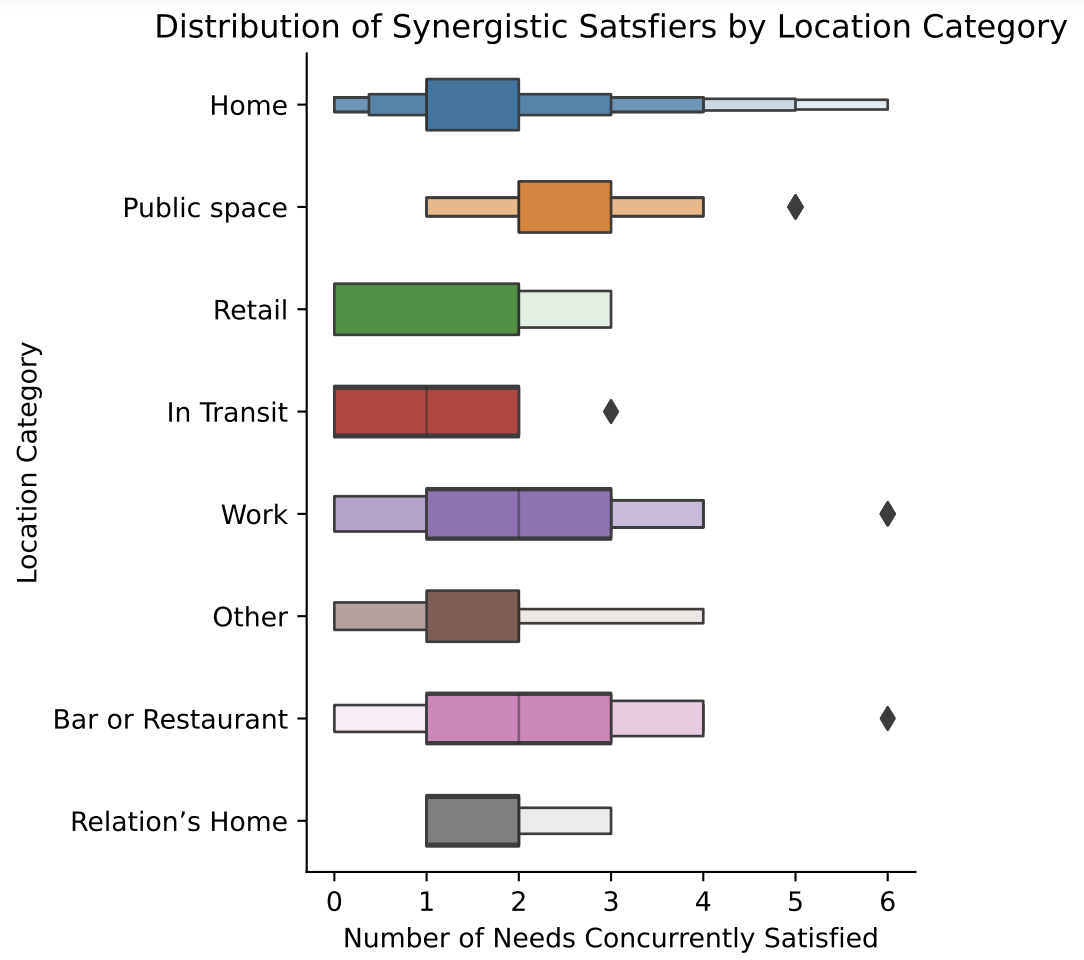 Distribution of Synergistic Satsfiers by Location Category
Location Category
Home
Public space
Retail
In Transit
Work
Other
Bar or Restaurant
Relation’s Home
0 1 2 3 4 5 6
Number of Needs Concurrently Satisfied